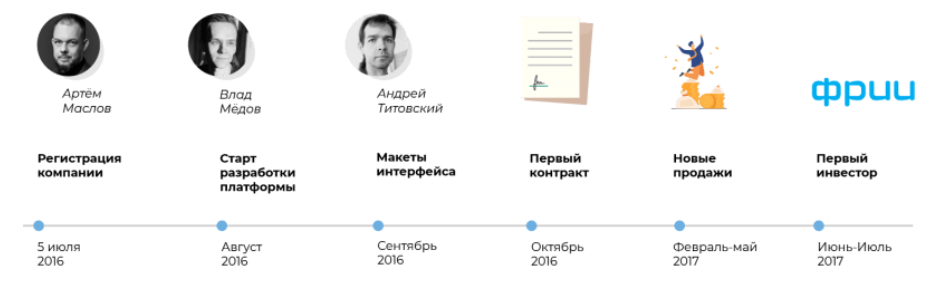 Артём
Маслов
Влад
Мёдов
Андрей
Титовский
фрии
Регистрация
компании
Старт
разработки
платформы
Макеты
интерфейса
Первый
контракт
Новые
продажи
Первый
инвестор
5 июля
2016
Август
2016
Сентябрь
2016
Октябрь
2016
Февраль-май
2017
Июнь-Июль
2017